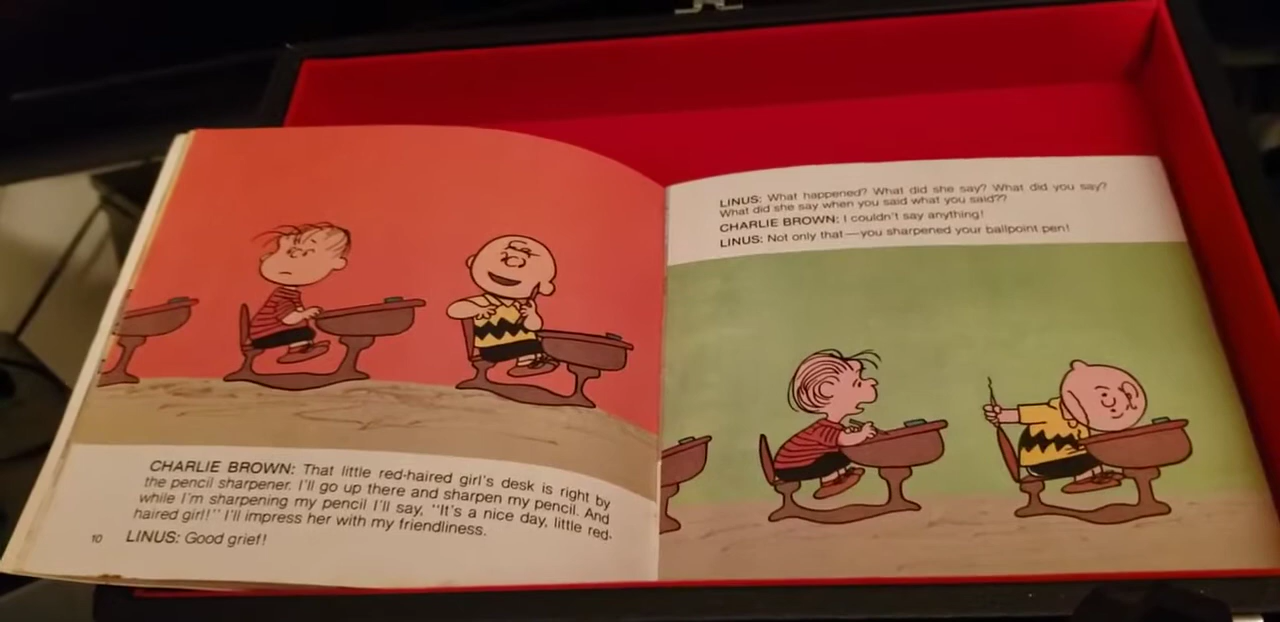 CHARLIE BROWN: That little red-haired girl's desk is right by
the pencil sharpener. I'll go up there and sharpen my pencil. And
while I'm sharpening my pencil I'll say, "It's a nice day, little red-
haired girl!" I'll impress her with my friendliness.
10 LINUS: Good grief!
LINUS: What happened? What did she say? What did you say?
What did she say when you said what you said??
CHARLIE BROWN: I couldn't say anything!
LINUS: Not only that—you sharpened your ballpoint pen!